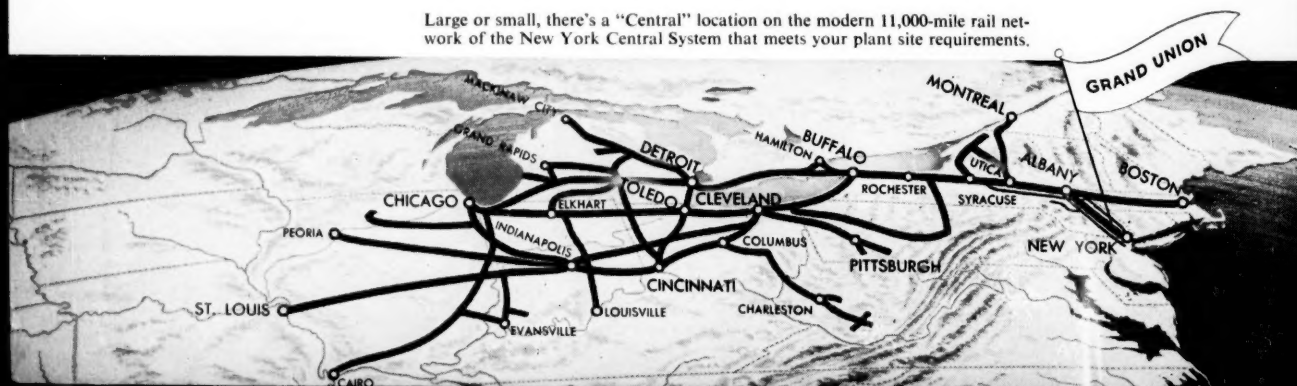 Large or small, there's a “Central” location on the modern 11,000-mile rail net-
work of the New York Central System that meets your plant site requirements.
GRAND UNION
MACKINAW CITY
MONTREAL
GRAND RAPIDS
DETROIT
HAMILTON
BUFFALO
UTICA
ALBANY
BOSTON
CHICAGO
ELKHART
TOLEDO
CLEVELAND
ROCHESTER
SYRACUSE
PEORIA
INDIANAPOLIS
COLUMBUS
NEW YORK
CINCINNATI
PITTSBURGH
ST. LOUIS
EVANSVILLE
LOUISVILLE
CHARLESTON
CAIRO